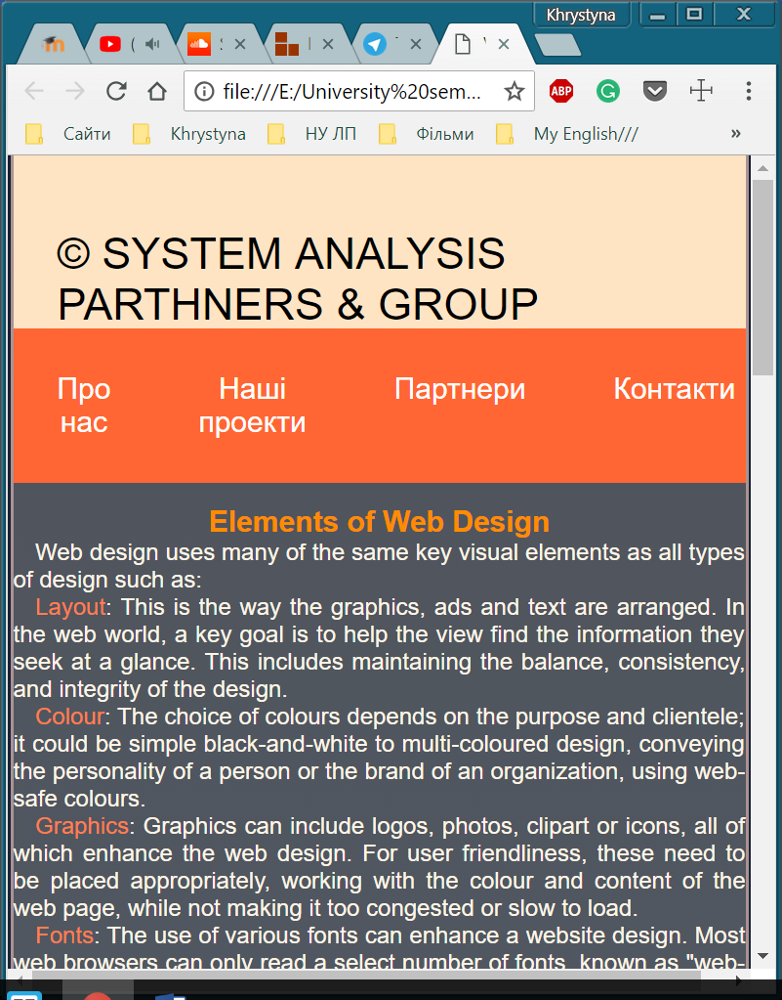 Khrystyna
file:///E:/University%20sem...
ABP
Сайти Khrystyna НУ ЛП Фільми My English/// »
© SYSTEM ANALYSIS
PARTHNERS & GROUP
Про нас Наші проекти Партнери Контакти
Elements of Web Design
Web design uses many of the same key visual elements as all types
of design such as:
Layout: This is the way the graphics, ads and text are arranged. In
the web world, a key goal is to help the view find the information they
seek at a glance. This includes maintaining the balance, consistency,
and integrity of the design.
Colour: The choice of colours depends on the purpose and clientele;
it could be simple black-and-white to multi-coloured design, conveying
the personality of a person or the brand of an organization, using web-
safe colours.
Graphics: Graphics can include logos, photos, clipart or icons, all of
which enhance the web design. For user friendliness, these need to
be placed appropriately, working with the colour and content of the
web page, while not making it too congested or slow to load.
Fonts: The use of various fonts can enhance a website design. Most
web browsers can only read a select number of fonts, known as "web-